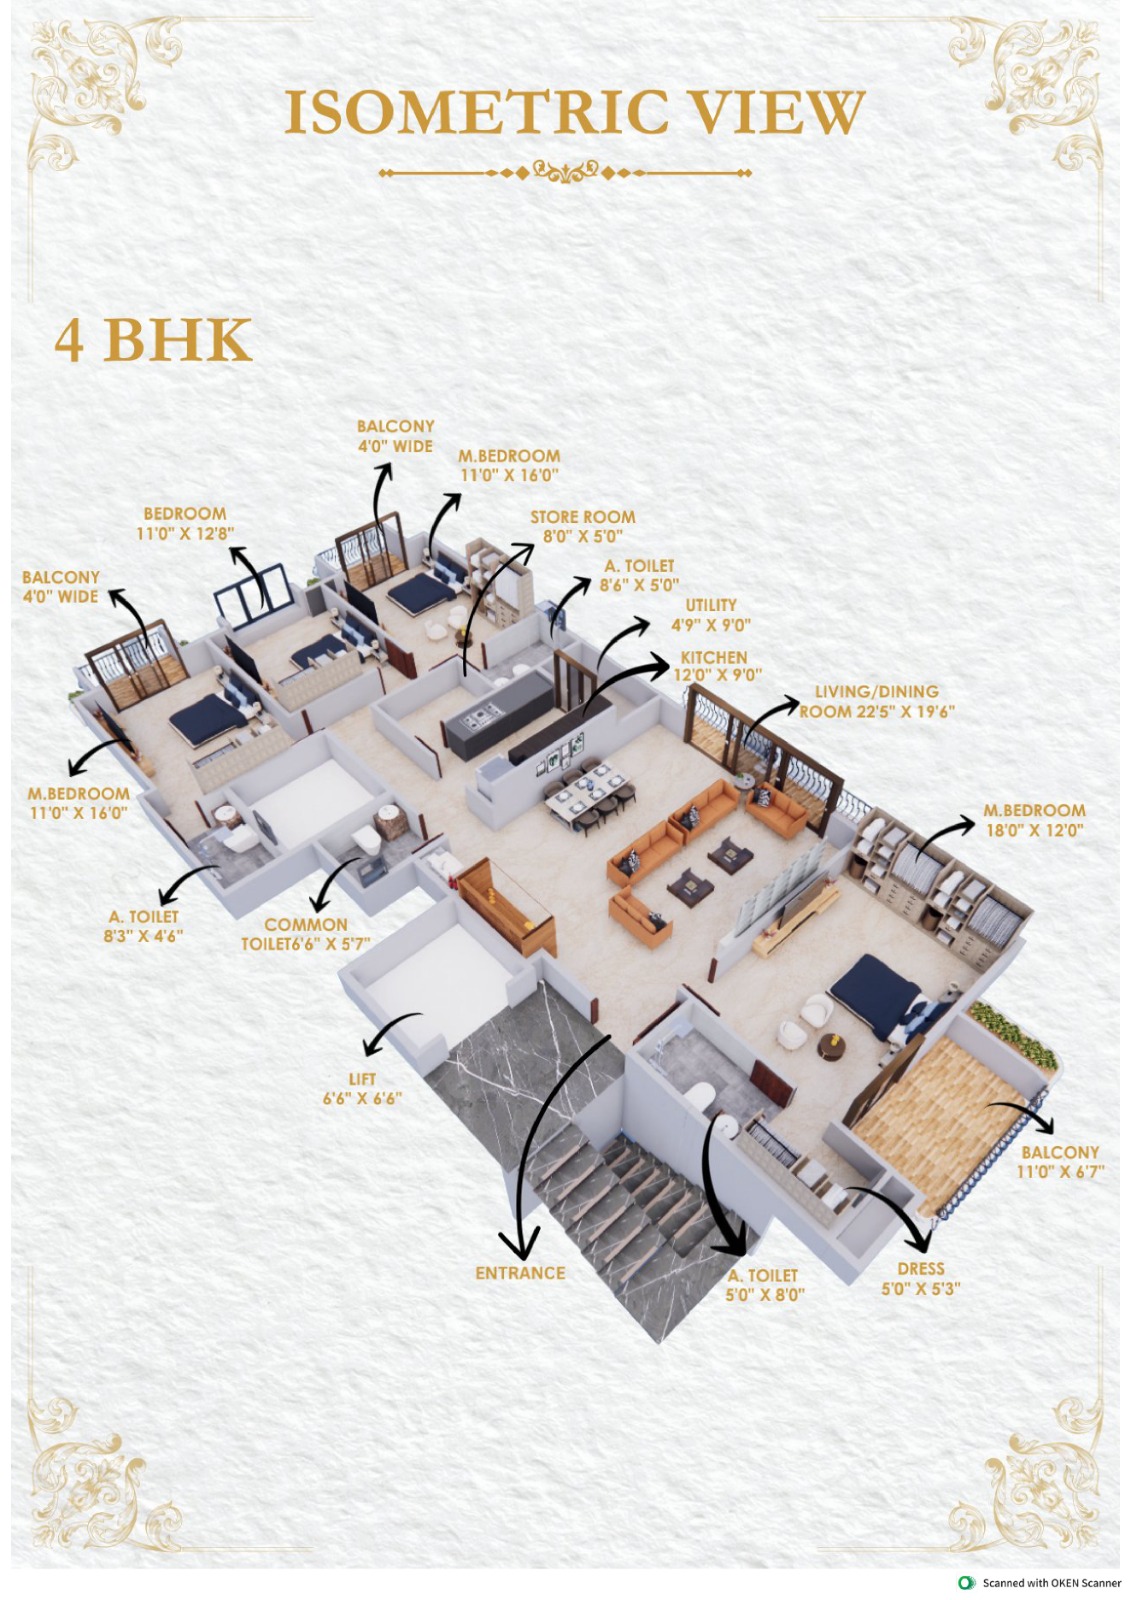 ISOMETRIC VIEW
4 BHK
BALCONY
4'0" WIDE
M.BEDROOM
11'0" X 16'0"
BEDROOM
11'0" X 12'8"
STORE ROOM
8'0" X 5'0"
BALCONY
4'0" WIDE
A. TOILET
8'6" X 5'0"
UTILITY
4'9" X 9'0"
KITCHEN
12'0" X 9'0"
LIVING/DINING
ROOM 22'5" X 19'6"
M.BEDROOM
11'0" X 16'0"
M.BEDROOM
18'0" X 12'0"
A. TOILET
8'3" X 4'6"
COMMON
TOILET6'6" X 5'7"
LIFT
6'6" X 6'6"
BALCONY
11'0" X 6'7"
ENTRANCE
A. TOILET
5'0" X 8'0"
DRESS
5'0" X 5'3"
Scanned with OKEN Scanner